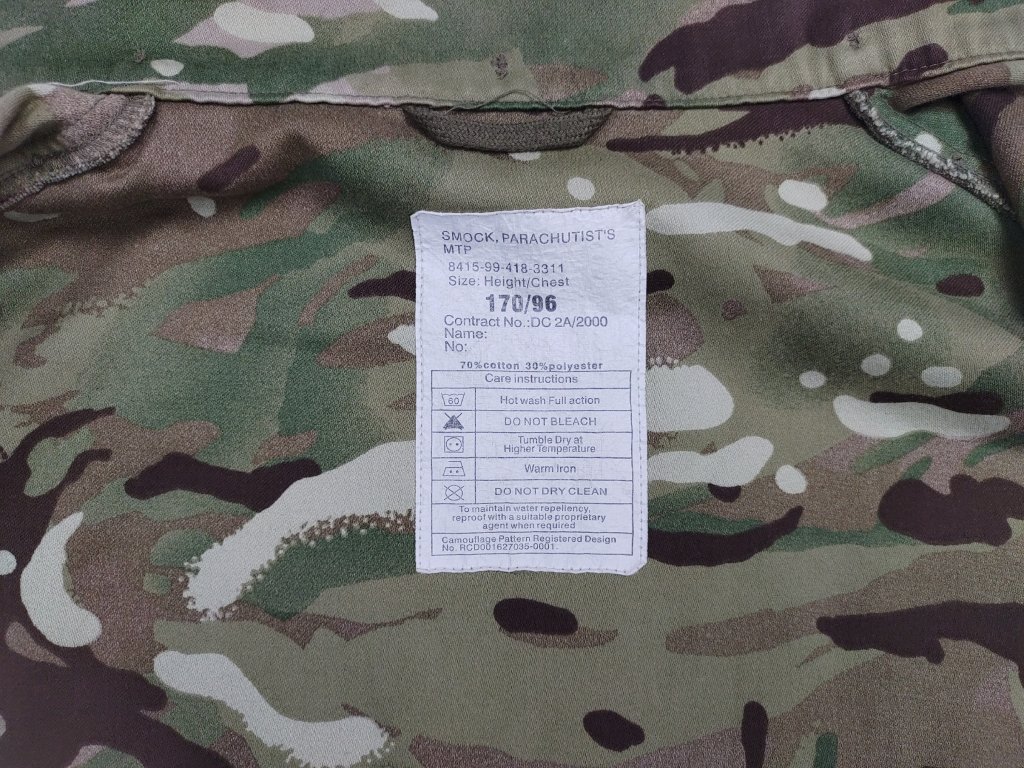 SMOCK, PARACHUTIST'S
MTP
8415-99-418-3311
Size: Height/Chest
170/96
Contract No.:DC 2A/2000
Name:
No:
70%cotton 30%polyester
Care instructions
60 Hot wash Full action
DO NOT BLEACH
Tumble Dry at
Higher Temperature
Warm Iron
DO NOT DRY CLEAN
To maintain water repeliency,
reproof with a suitable proprietary
agent when required
Camouflage Pattern Registered Design
No. RCD001627035-0001.